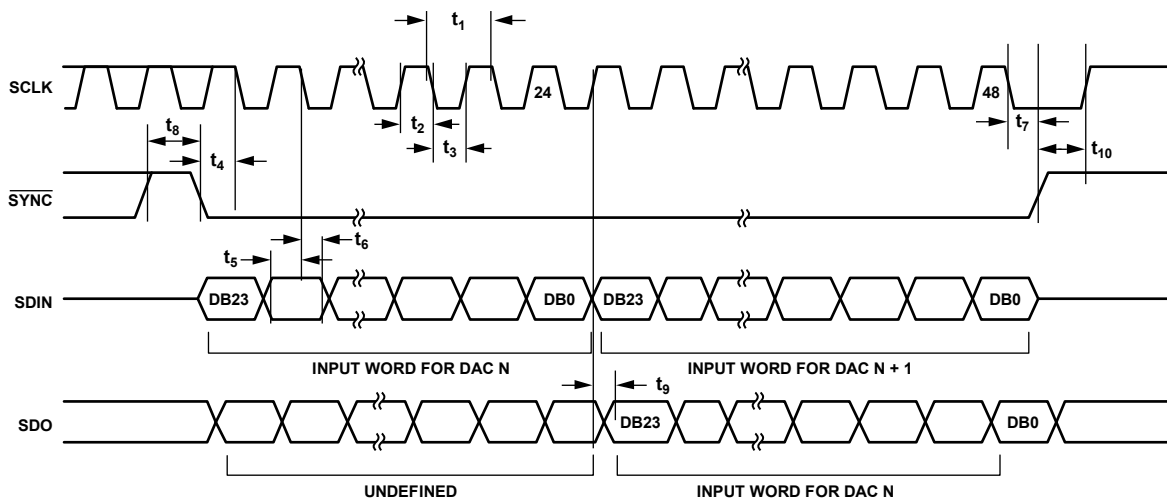 t1
SCLK
24
48
t2
t3
t7
t8
t4
t10
SYNC
t6
t5
SDIN
DB23
DB0
DB23
DB0
INPUT WORD FOR DAC N
INPUT WORD FOR DAC N + 1
t9
SDO
DB23
DB0
UNDEFINED
INPUT WORD FOR DAC N